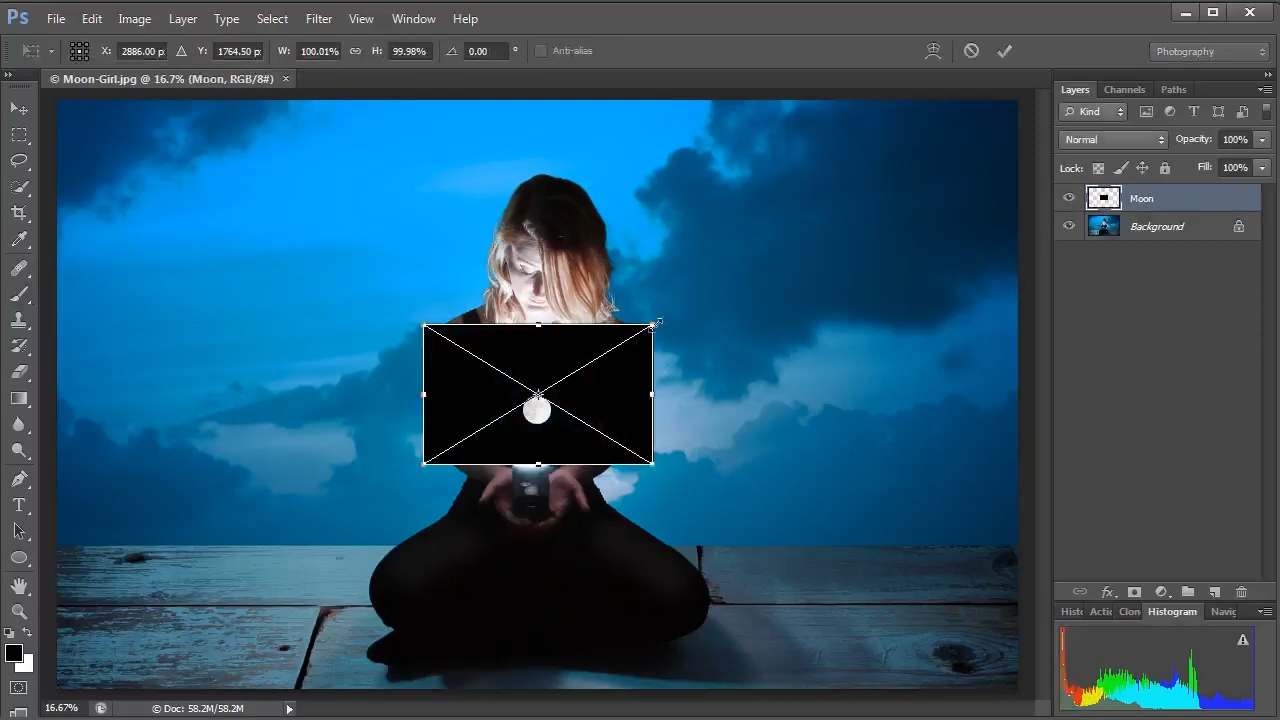 Ps File Edit Image Layer Type Select Filter View Window Help
X: 2886.00 p Y: 1764.50 p W: 100.01% H: 99.98% 0.00 ° Anti-alias Photography
© Moon-Girl.jpg @ 16.7% (Moon, RGB/8#) ×
Layers Channels Paths
Kind
Normal Opacity: 100%
Lock: Fill: 100%
Moon
Background
fx
Histo Actic Clon Histogram Navig
16.67% © Doc: 58.2M/58.2M